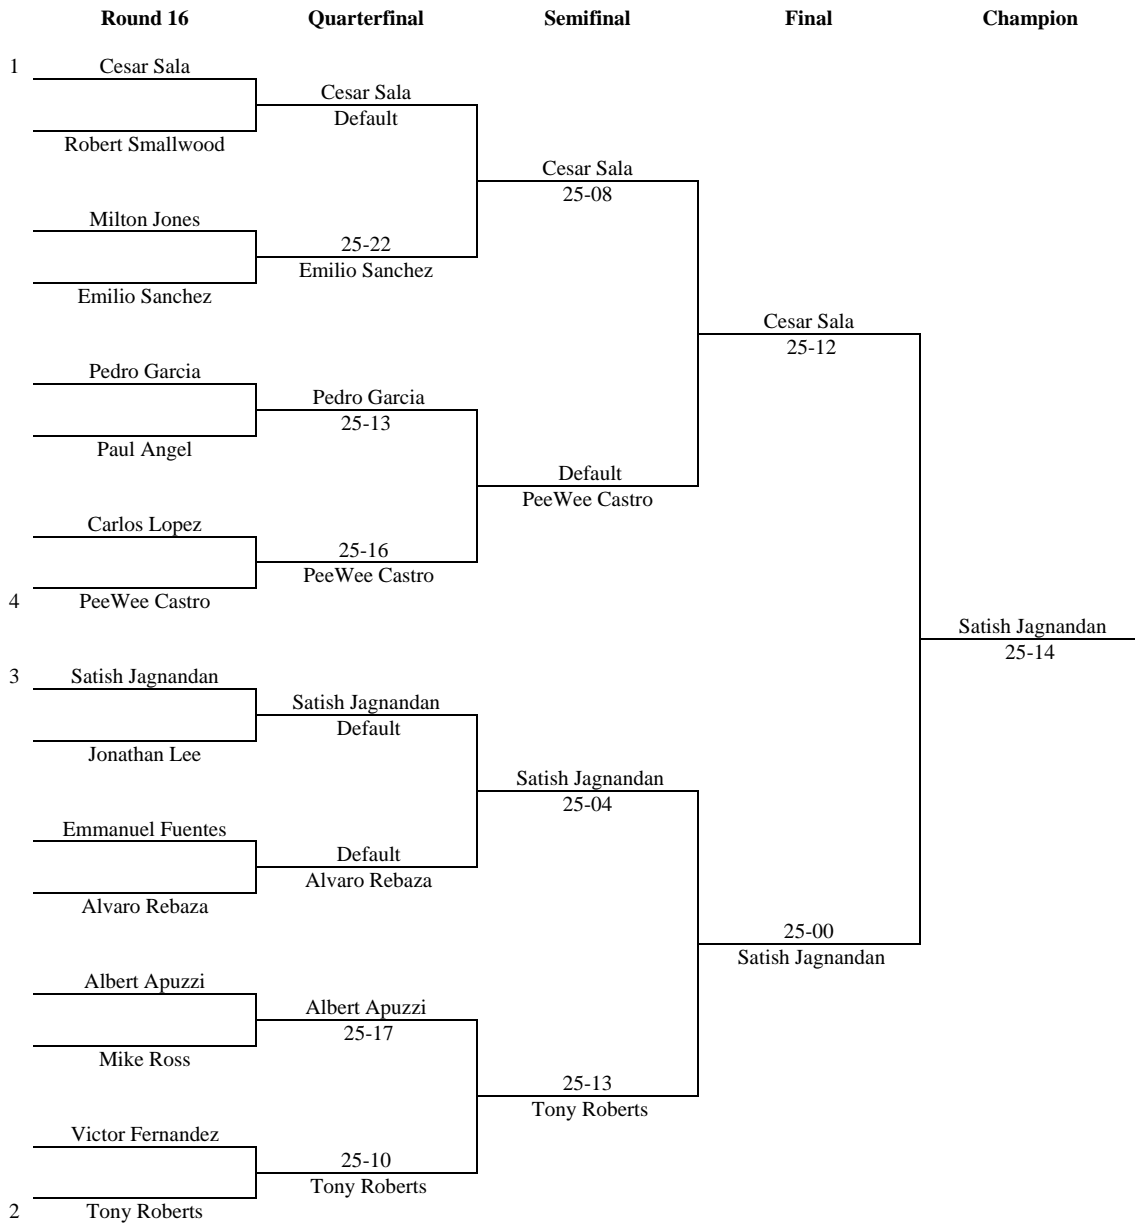 Round 16 Quarterfinal Semifinal Final Champion
1 Cesar Sala
Cesar Sala
Default
Robert Smallwood
Cesar Sala
25-08
Milton Jones
25-22
Emilio Sanchez
Emilio Sanchez
Cesar Sala
25-12
Pedro Garcia
Pedro Garcia
25-13
Paul Angel
Default
PeeWee Castro
Carlos Lopez
25-16
PeeWee Castro
4 PeeWee Castro
Satish Jagnandan
25-14
3 Satish Jagnandan
Satish Jagnandan
Default
Jonathan Lee
Satish Jagnandan
25-04
Emmanuel Fuentes
Default
Alvaro Rebaza
Alvaro Rebaza
25-00
Satish Jagnandan
Albert Apuzzi
Albert Apuzzi
25-17
Mike Ross
25-13
Tony Roberts
Victor Fernandez
25-10
Tony Roberts
2 Tony Roberts